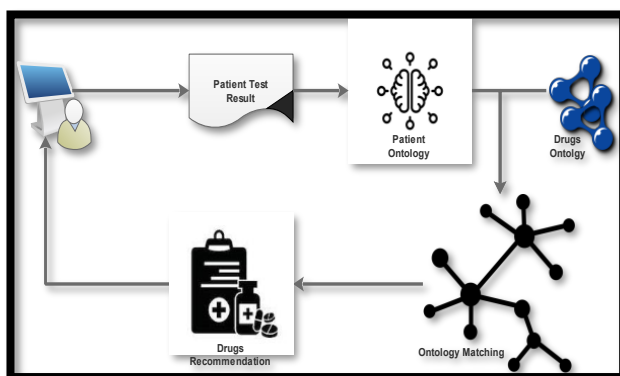 Patient Test
Result
Patient
Ontology
Drugs
Ontolgy
Drugs
Recommendation
Ontology Matching